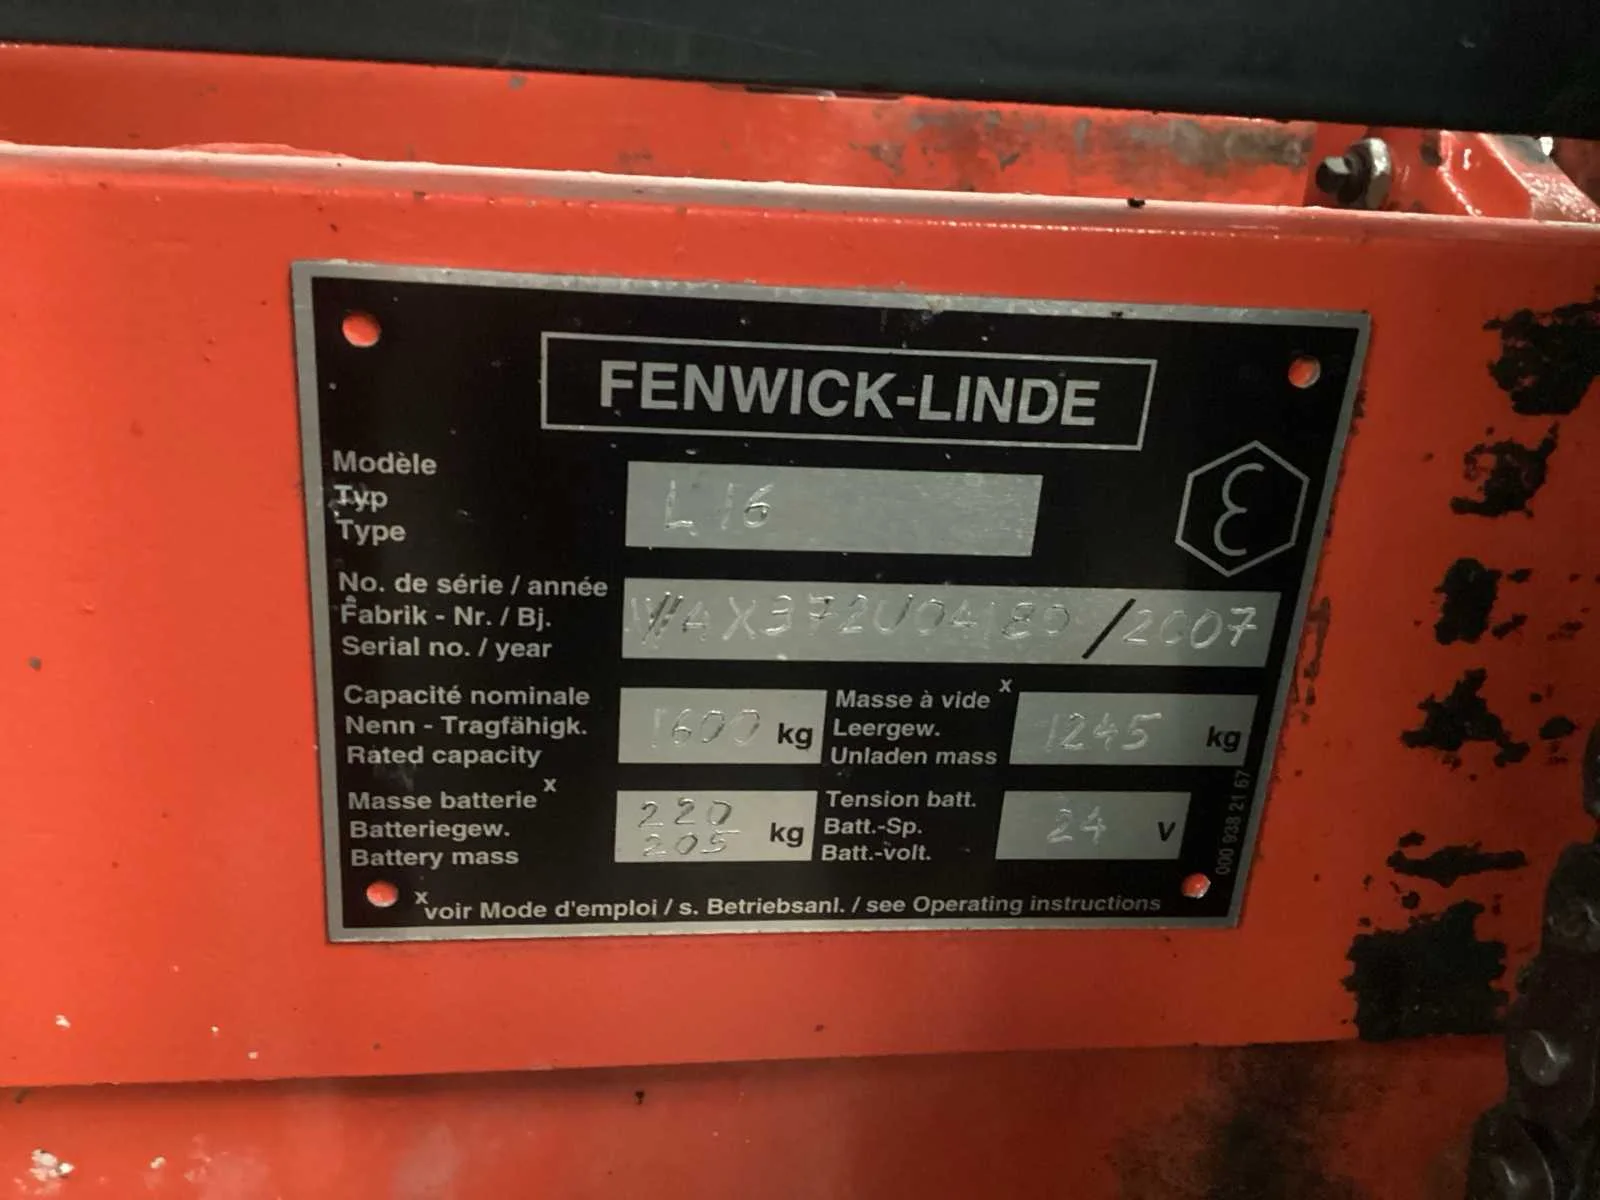 FENWICK-LINDE
Modèle
Typ
Type
L16
No. de série / année
Fabrik - Nr. / Bj.
Serial no. / year
W4X372U04180 / 2007
Capacité nominale
Nenn - Tragfähigk.
Rated capacity
1600 kg
Masse à vide x
Leergew.
Unladen mass
1245 kg
Masse batterie x
Batteriegew.
Battery mass
220
205 kg
Tension batt.
Batt.-Sp.
Batt.-volt.
24 V
000 938 21 67
x voir Mode d'emploi / s. Betriebsanl. / see Operating instructions